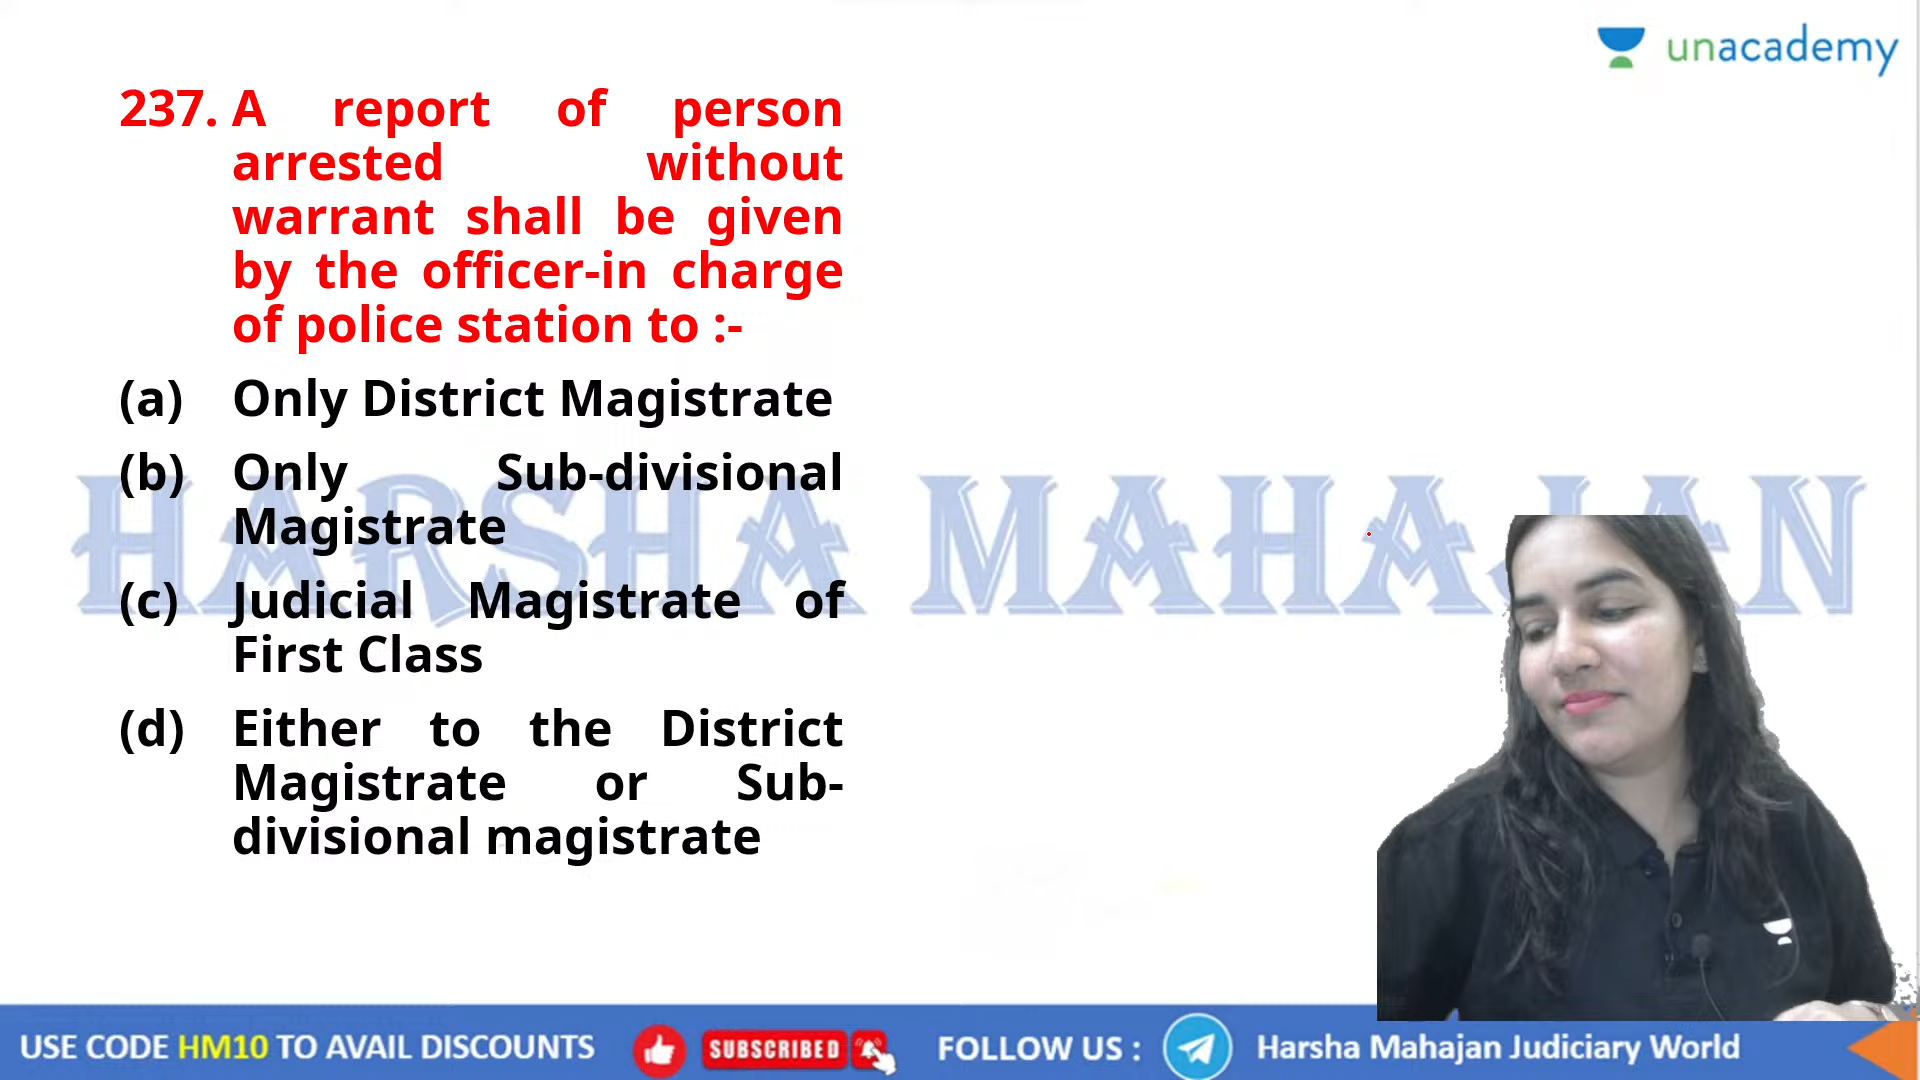 unacademy
237. A report of person
arrested without
warrant shall be given
by the officer-in charge
of police station to :-
(a) Only District Magistrate
(b) Only Sub-divisional
Magistrate
(c) Judicial Magistrate of
First Class
(d) Either to the District
Magistrate or Sub-
divisional magistrate
HARSHA MAHAJAN
USE CODE HM10 TO AVAIL DISCOUNTS
SUBSCRIBED
FOLLOW US :
Harsha Mahajan Judiciary World